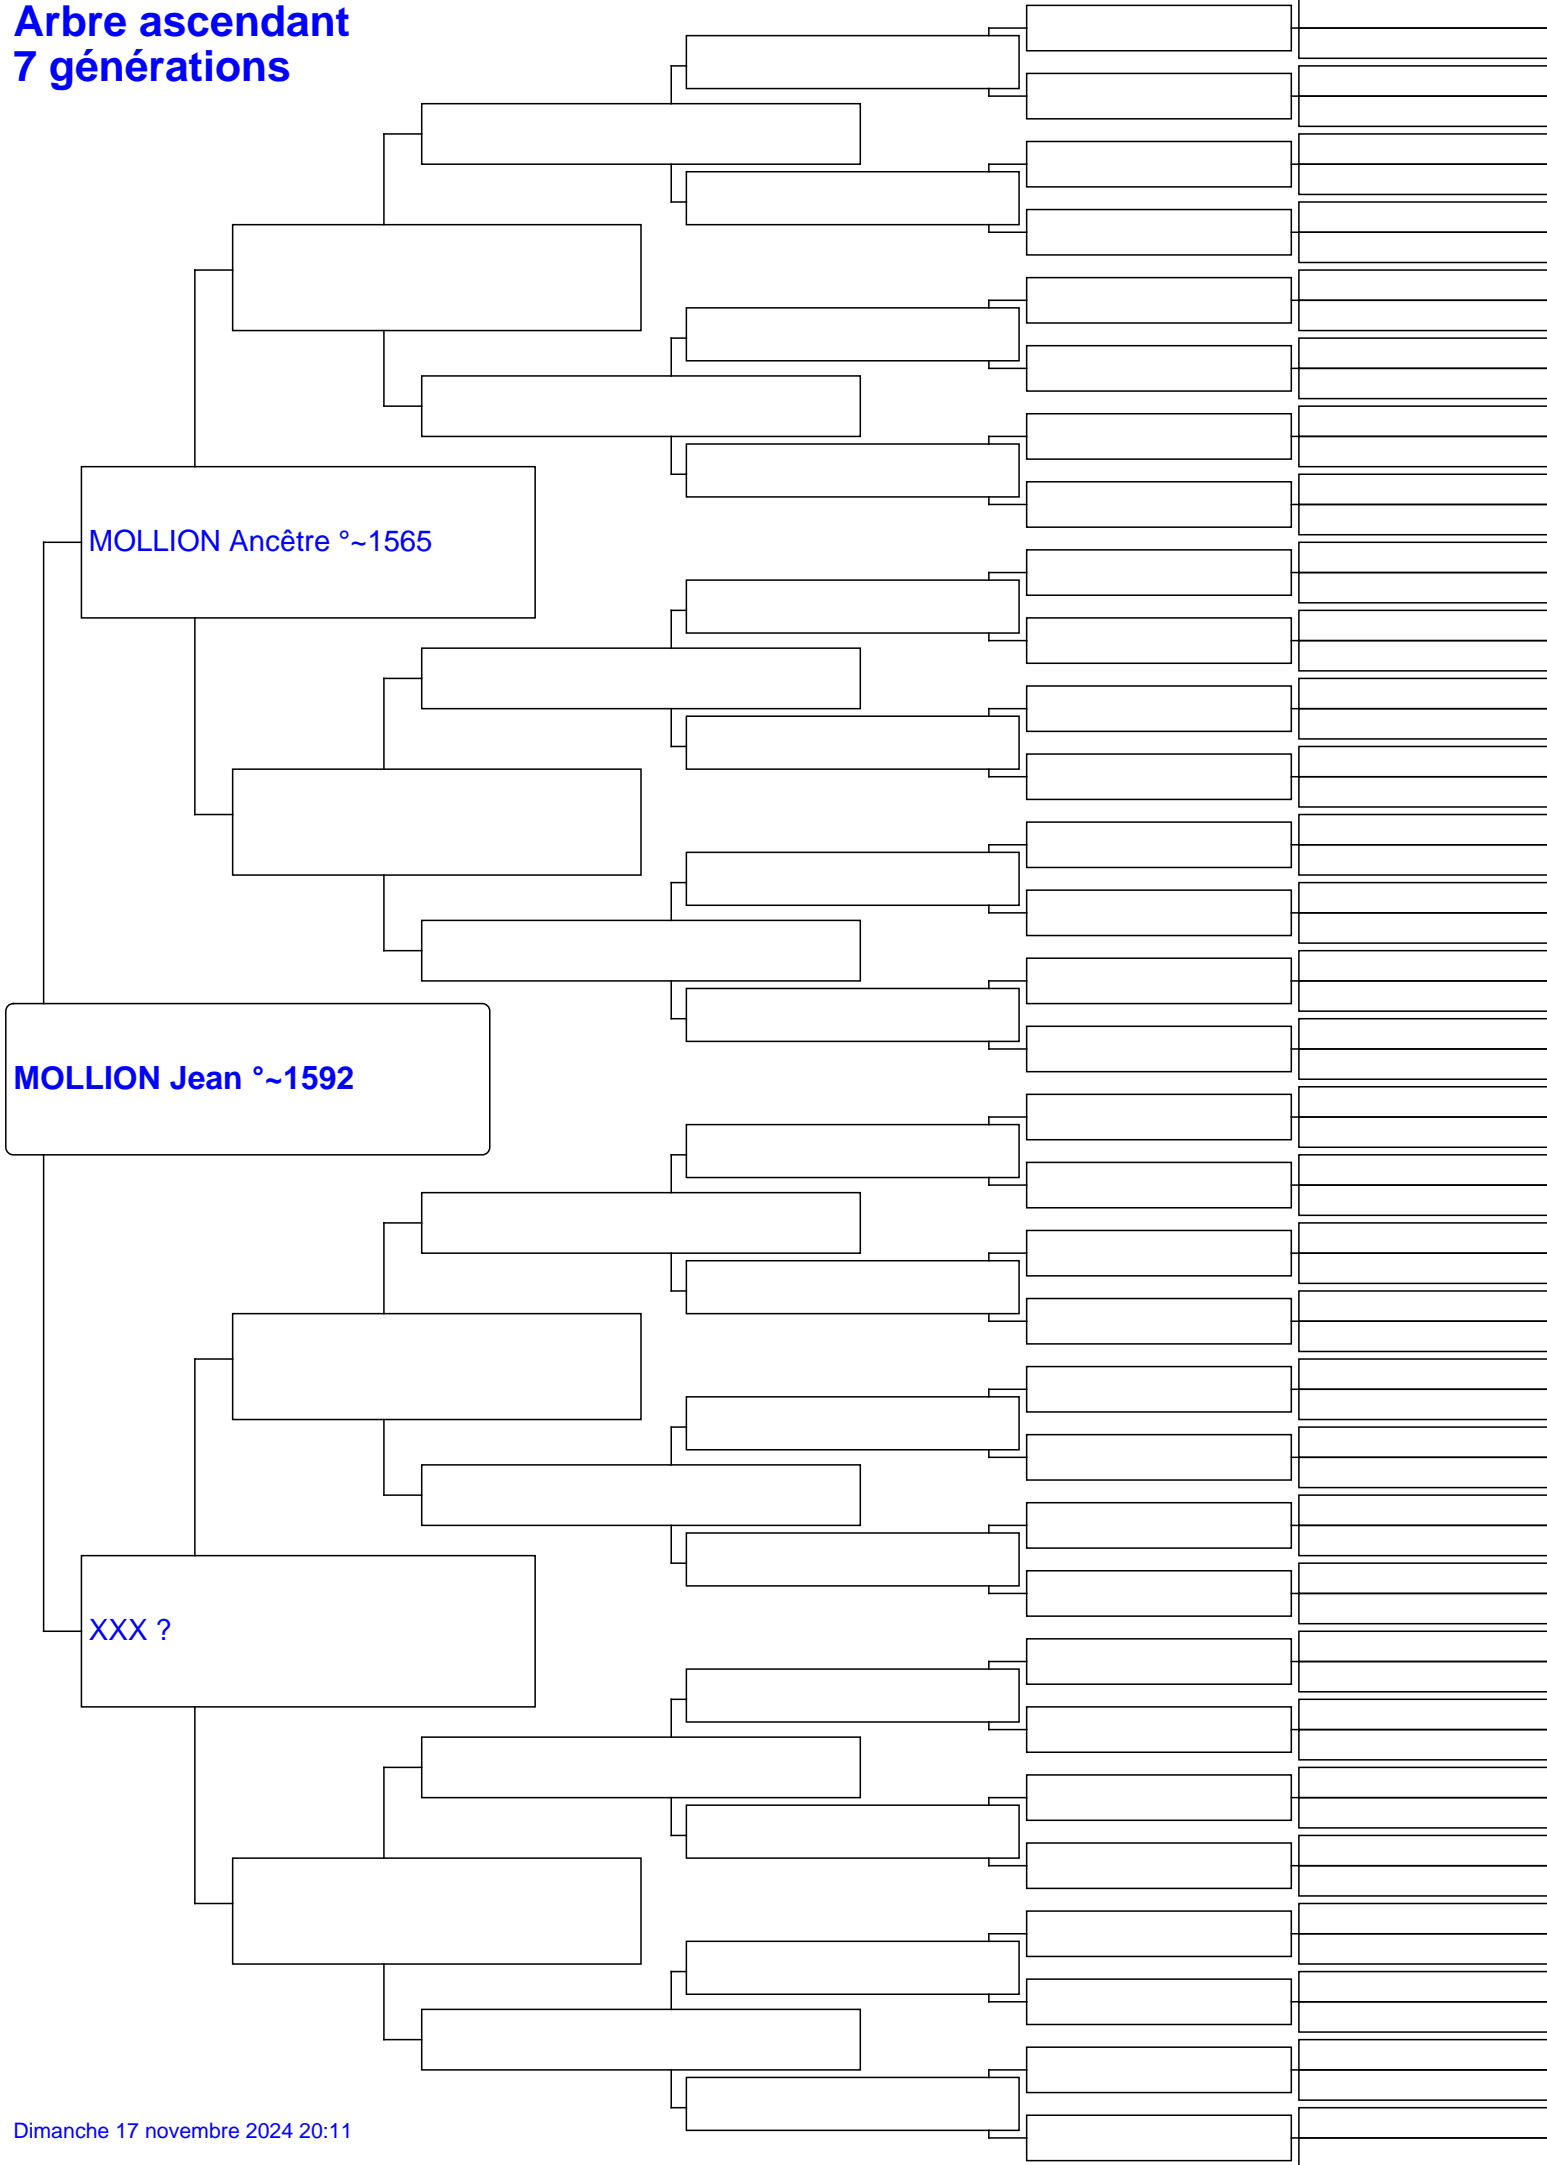 Arbre ascendant
7 générations
MOLLION Ancêtre °~1565
MOLLION Jean °~1592
XXX ?
Dimanche 17 novembre 2024 20:11